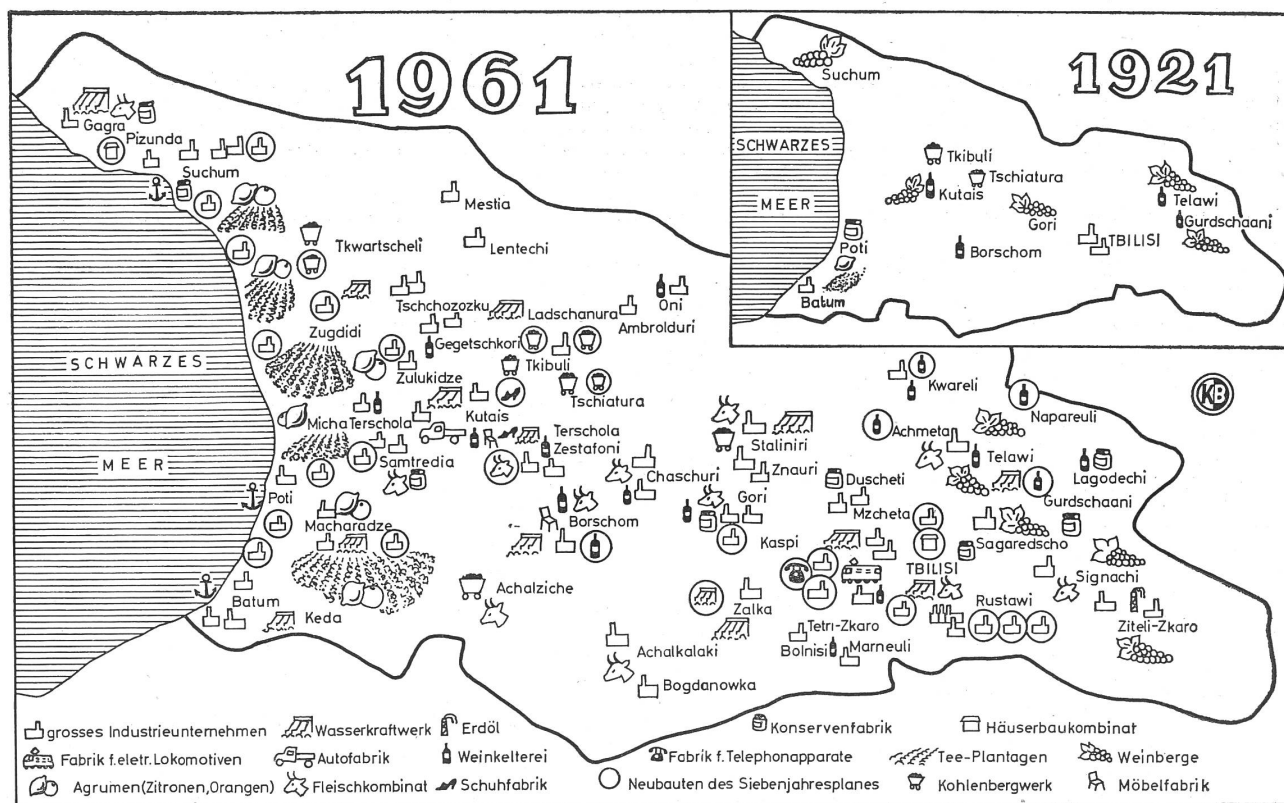 1961
1921
Suchum
SCHWARZES
MEER
Tkibuli
Tschiatura
Kutais
Gori
Telawi
Gurdschaani
Poti
Borschom
TBILISI
Batum
Gagra
Pizunda
Suchum
Mestia
Lentechi
Tkwartscheli
Tschchozozku
Ladschanura
Oni
Ambrolduri
Zugdidi
Gegetschkori
SCHWARZES
Tkibuli
Zulukidze
Tschiatura
Kwareli
KB
Napareuli
Kutais
Micha Terschola
Terschola
Zestafoni
Staliniri
Achmeta
MEER
Samtredia
Chaschuri
Znauri
Telawi
Lagodechi
Duscheti
Gurdschaani
Poti
Gori
Mzcheta
Macharadze
Borschom
Sagaredscho
Kaspi
TBILISI
Signachi
Achalziche
Batum
Keda
Zalka
Rustawi
Ziteli-Zkaro
Tetri-Zkaro
Achalkalaki
Bolnisi
Marneuli
Bogdanowka
grosses Industrieunternehmen
Wasserkraftwerk
Erdöl
Konservenfabrik
Häuserbaukombinat
Fabrik f.eletr.Lokomotiven
Autofabrik
Weinkelterei
Fabrik f.Telephonapparate
Tee-Plantagen
Weinberge
Agrumen(Zitronen,Orangen)
Fleischkombinat
Schuhfabrik
Neubauten des Siebenjahresplanes
Kohlenbergwerk
Möbelfabrik